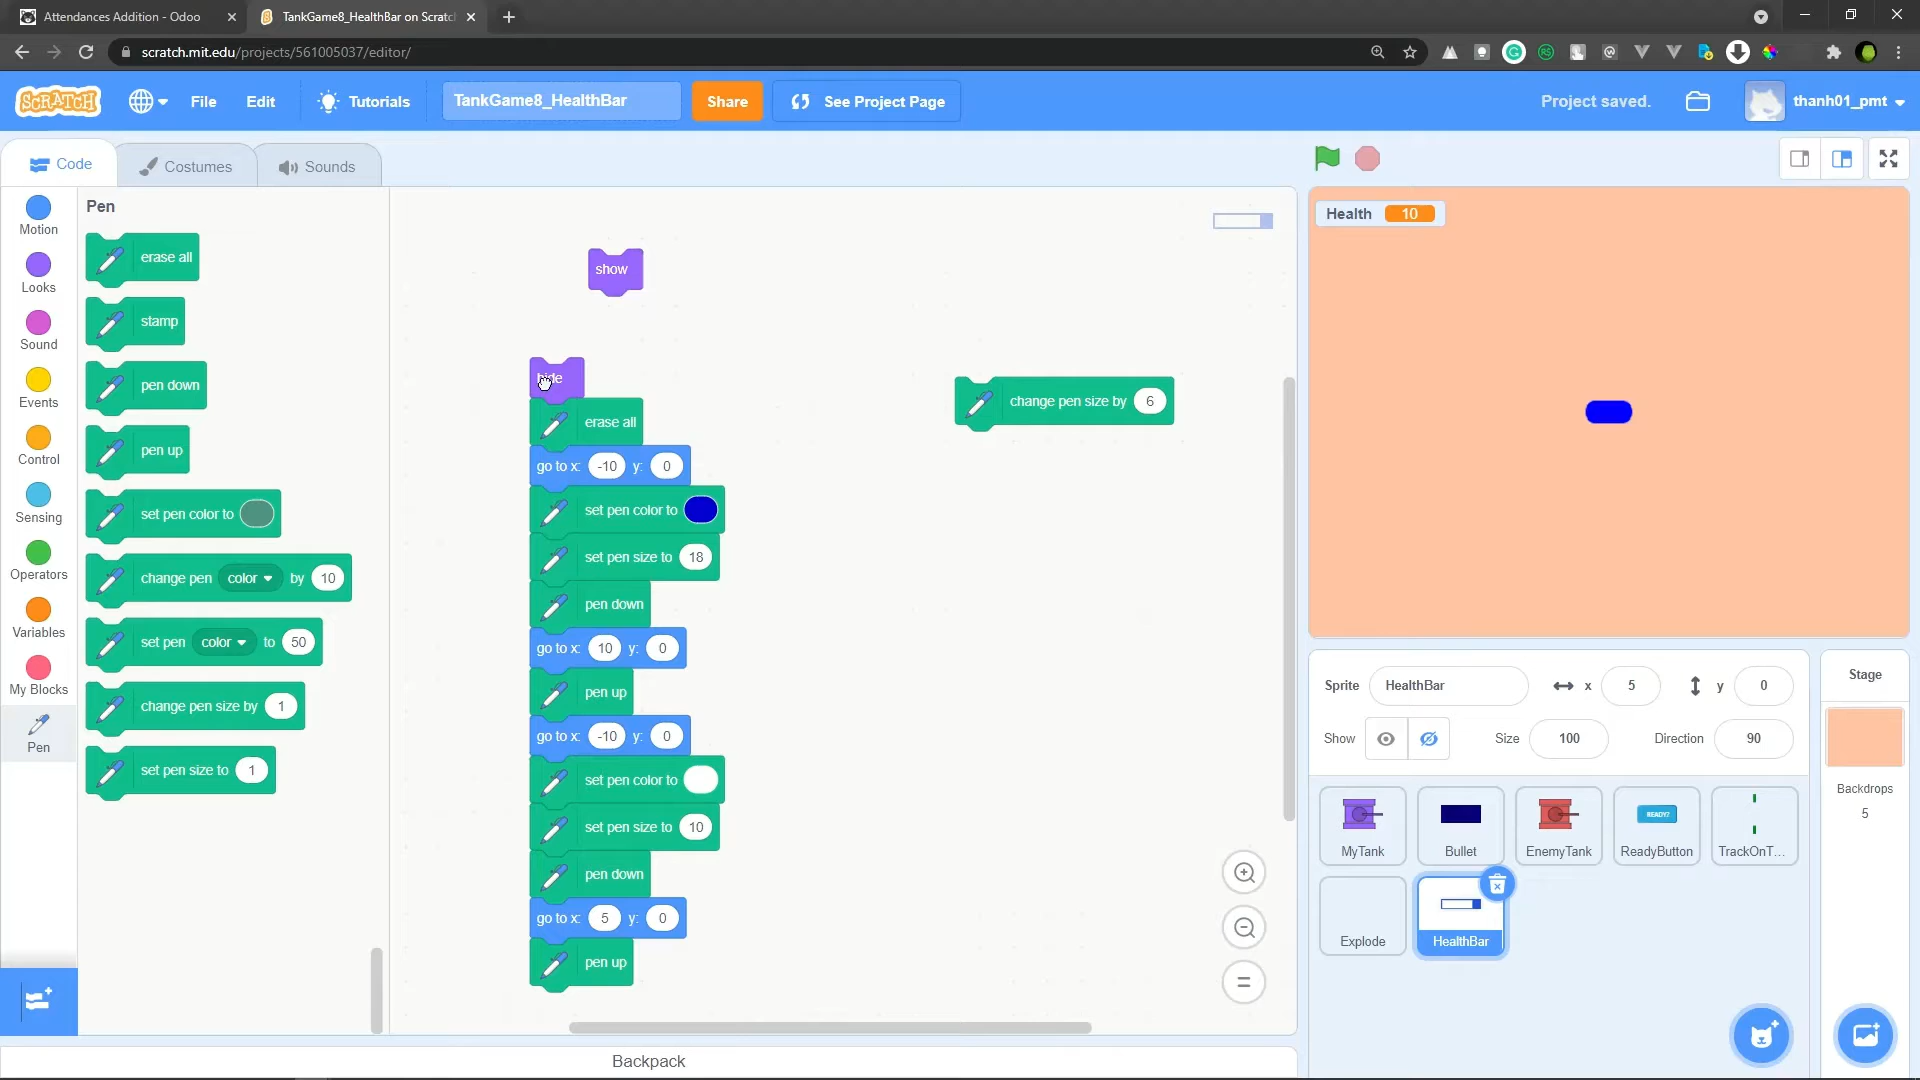 Attendances Addition - Odoo
TankGame8_HealthBar on Scratch
scratch.mit.edu/projects/561005037/editor/
SCRATCH
File
Edit
Tutorials
TankGame8_HealthBar
Share
See Project Page
Project saved.
thanh01_pmt
Code
Costumes
Sounds
Motion
Looks
Sound
Events
Control
Sensing
Operators
Variables
My Blocks
Pen
Pen
erase all
stamp
pen down
pen up
set pen color to
change pen color by 10
set pen color to 50
change pen size by 1
set pen size to 1
show
hide
erase all
go to x: -10 y: 0
set pen color to
set pen size to 18
pen down
go to x: 10 y: 0
pen up
go to x: -10 y: 0
set pen color to
set pen size to 10
pen down
go to x: 5 y: 0
pen up
change pen size by 6
Backpack
Health 10
Sprite HealthBar x 5 y 0
Show Size 100 Direction 90
MyTank
Bullet
EnemyTank
READY?
ReadyButton
TrackOnT...
Explode
HealthBar
Stage
Backdrops
5